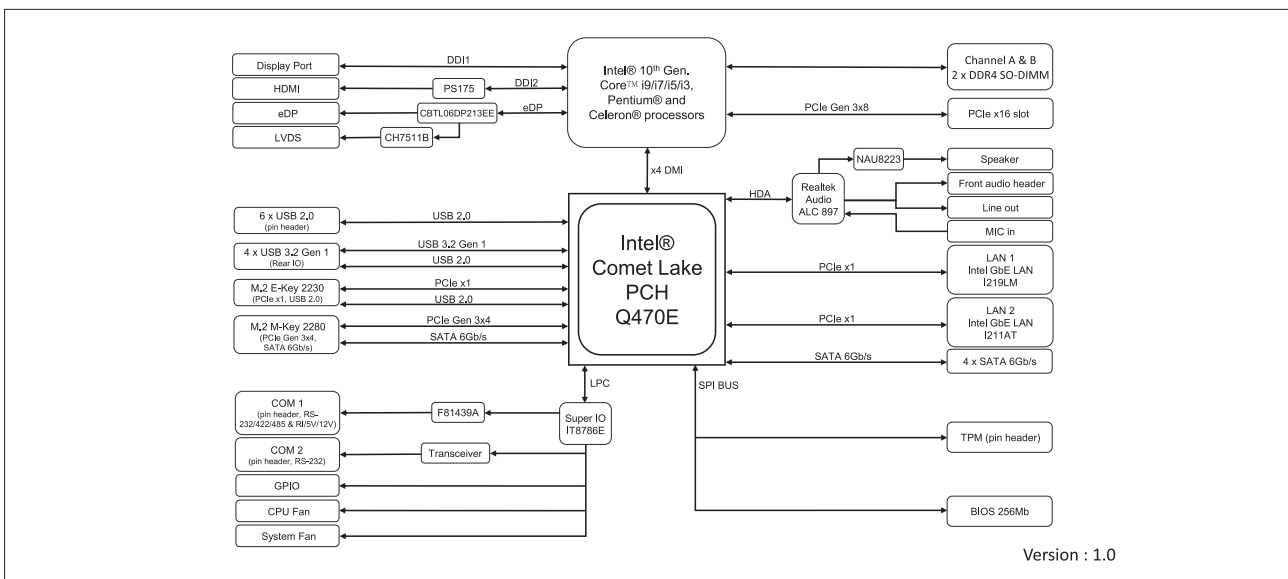 Display Port
DDI1
HDMI
PS175
DDI2
eDP
CBTL06DP213EE
eDP
LVDS
CH7511B
Intel® 10th Gen.
Core™ i9/i7/i5/i3,
Pentium® and
Celeron® processors
Channel A & B
2 x DDR4 SO-DIMM
PCIe Gen 3x8
PCIe x16 slot
x4 DMI
HDA
Realtek
Audio
ALC 897
NAU8223
Speaker
Front audio header
Line out
MIC in
6 x USB 2.0
(pin header)
USB 2.0
4 x USB 3.2 Gen 1
(Rear IO)
USB 3.2 Gen 1
USB 2.0
M.2 E-Key 2230
(PCIe x1, USB 2.0)
PCIe x1
USB 2.0
M.2 M-Key 2280
(PCIe Gen 3x4,
SATA 6Gb/s)
PCIe Gen 3x4
SATA 6Gb/s
Intel®
Comet Lake
PCH
Q470E
PCIe x1
LAN 1
Intel GbE LAN
I219LM
PCIe x1
LAN 2
Intel GbE LAN
I211AT
SATA 6Gb/s
4 x SATA 6Gb/s
LPC
SPI BUS
COM 1
(pin header, RS-
232/422/485 & RI/5V/12V)
F81439A
Super IO
IT8786E
COM 2
(pin header, RS-232)
Transceiver
GPIO
CPU Fan
System Fan
TPM (pin header)
BIOS 256Mb
Version : 1.0